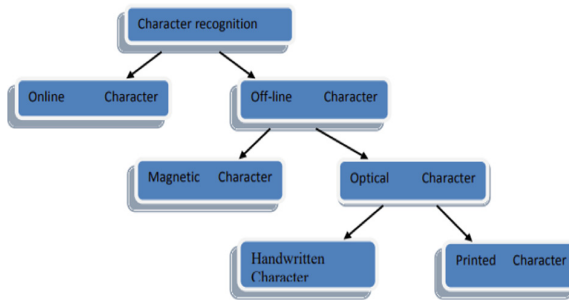 Character recognition
Online Character
Off-line Character
Magnetic Character
Optical Character
Handwritten
Character
Printed Character